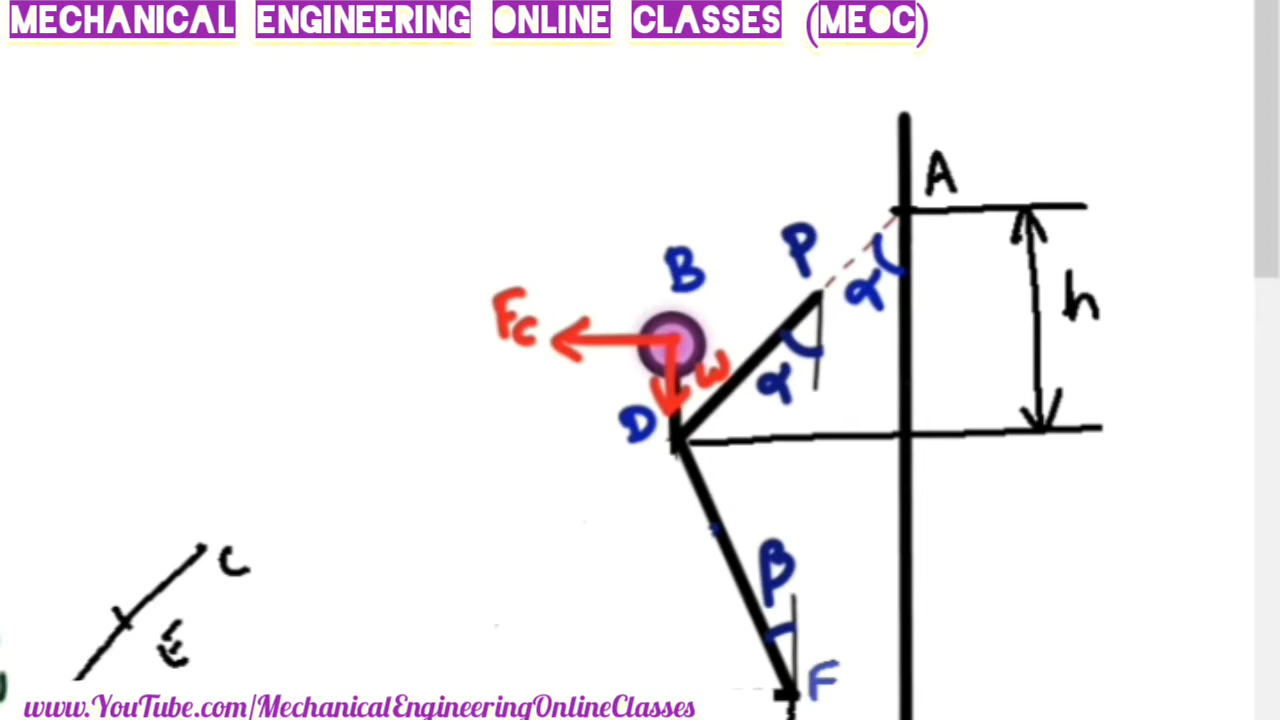 MECHANICAL ENGINEERING ONLINE CLASSES (MEOC)
A
P
B
α
Fc
h
W
α
D
β
C
E
F
www.YouTube.com/MechanicalEngineeringOnlineClasses